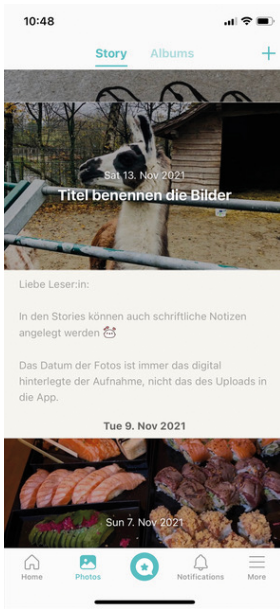 10:48
Story
Albums
Sat 13. Nov 2021
Titel benennen die Bilder
Liebe Leser:in:
In den Stories können auch schriftliche Notizen
angelegt werden ⛄
Das Datum der Fotos ist immer das digital
hinterlegte der Aufnahme, nicht das des Uploads in
die App.
Tue 9. Nov 2021
Sun 7. Nov 2021
Home
Photos
Notifications
More